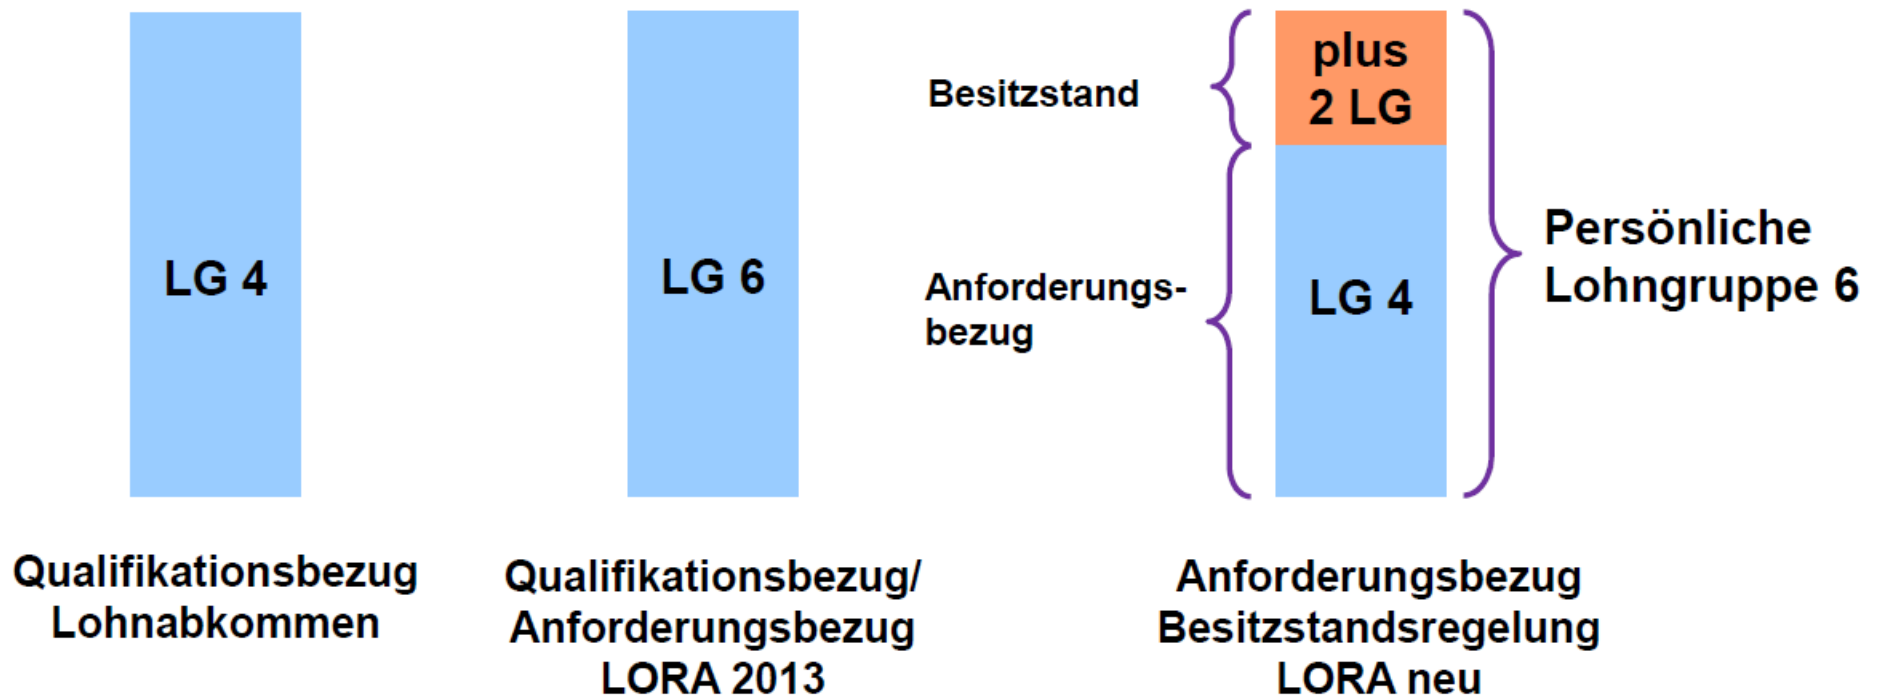 LG 4
Qualifikationsbezug
Lohnabkommen
LG 6
Qualifikationsbezug/
Anforderungsbezug
LORA 2013
Besitzstand
Anforderungs-
bezug
plus
2 LG
LG 4
Persönliche
Lohngruppe 6
Anforderungsbezug
Besitzstandsregelung
LORA neu